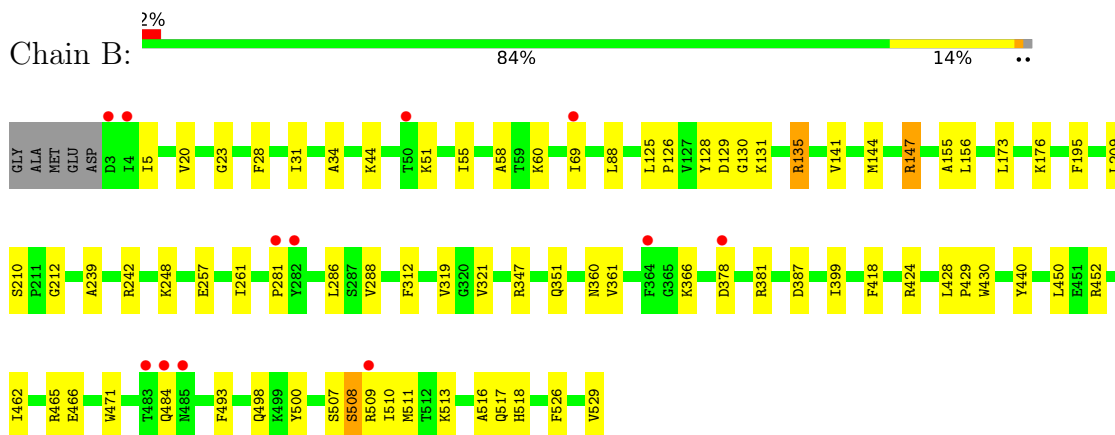 2%
Chain B:
84% 14% ••
GLY ALA MET GLU ASP D3 I4 I5 V20 G23 F28 I31 A34 K44 T50 K51 I55 A58 T59 K60 I69 L88 L125 P126 V127 Y128 D129 G130 K131 R135 V141 M144 R147 A155 L156 L173 K176 F195 L209
S210 P211 G212 A239 R242 K248 E257 I261 P281 Y282 L286 S287 V288 F312 V319 G320 V321 R347 Q351 N360 V361 F364 G365 K366 D378 R381 D387 I399 F418 R424 L428 P429 W430 Y440 L450 E451 R452
I462 R465 E466 W471 T483 Q484 N485 F493 Q498 K499 Y500 S507 S508 R509 I510 M511 T512 K513 A516 Q517 H518 F526 V529